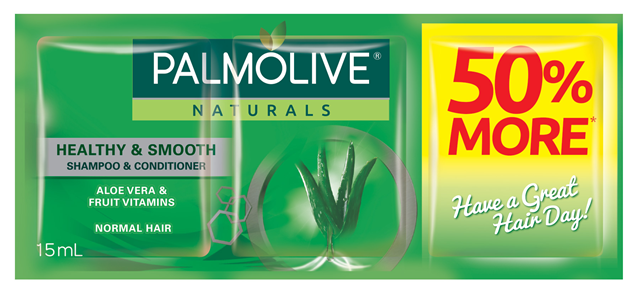 PALMOLIVE®
NATURALS
HEALTHY & SMOOTH
SHAMPOO & CONDITIONER
ALOE VERA &
FRUIT VITAMINS
NORMAL HAIR
15mL
50%
MORE*
Have a Great
Hair Day!